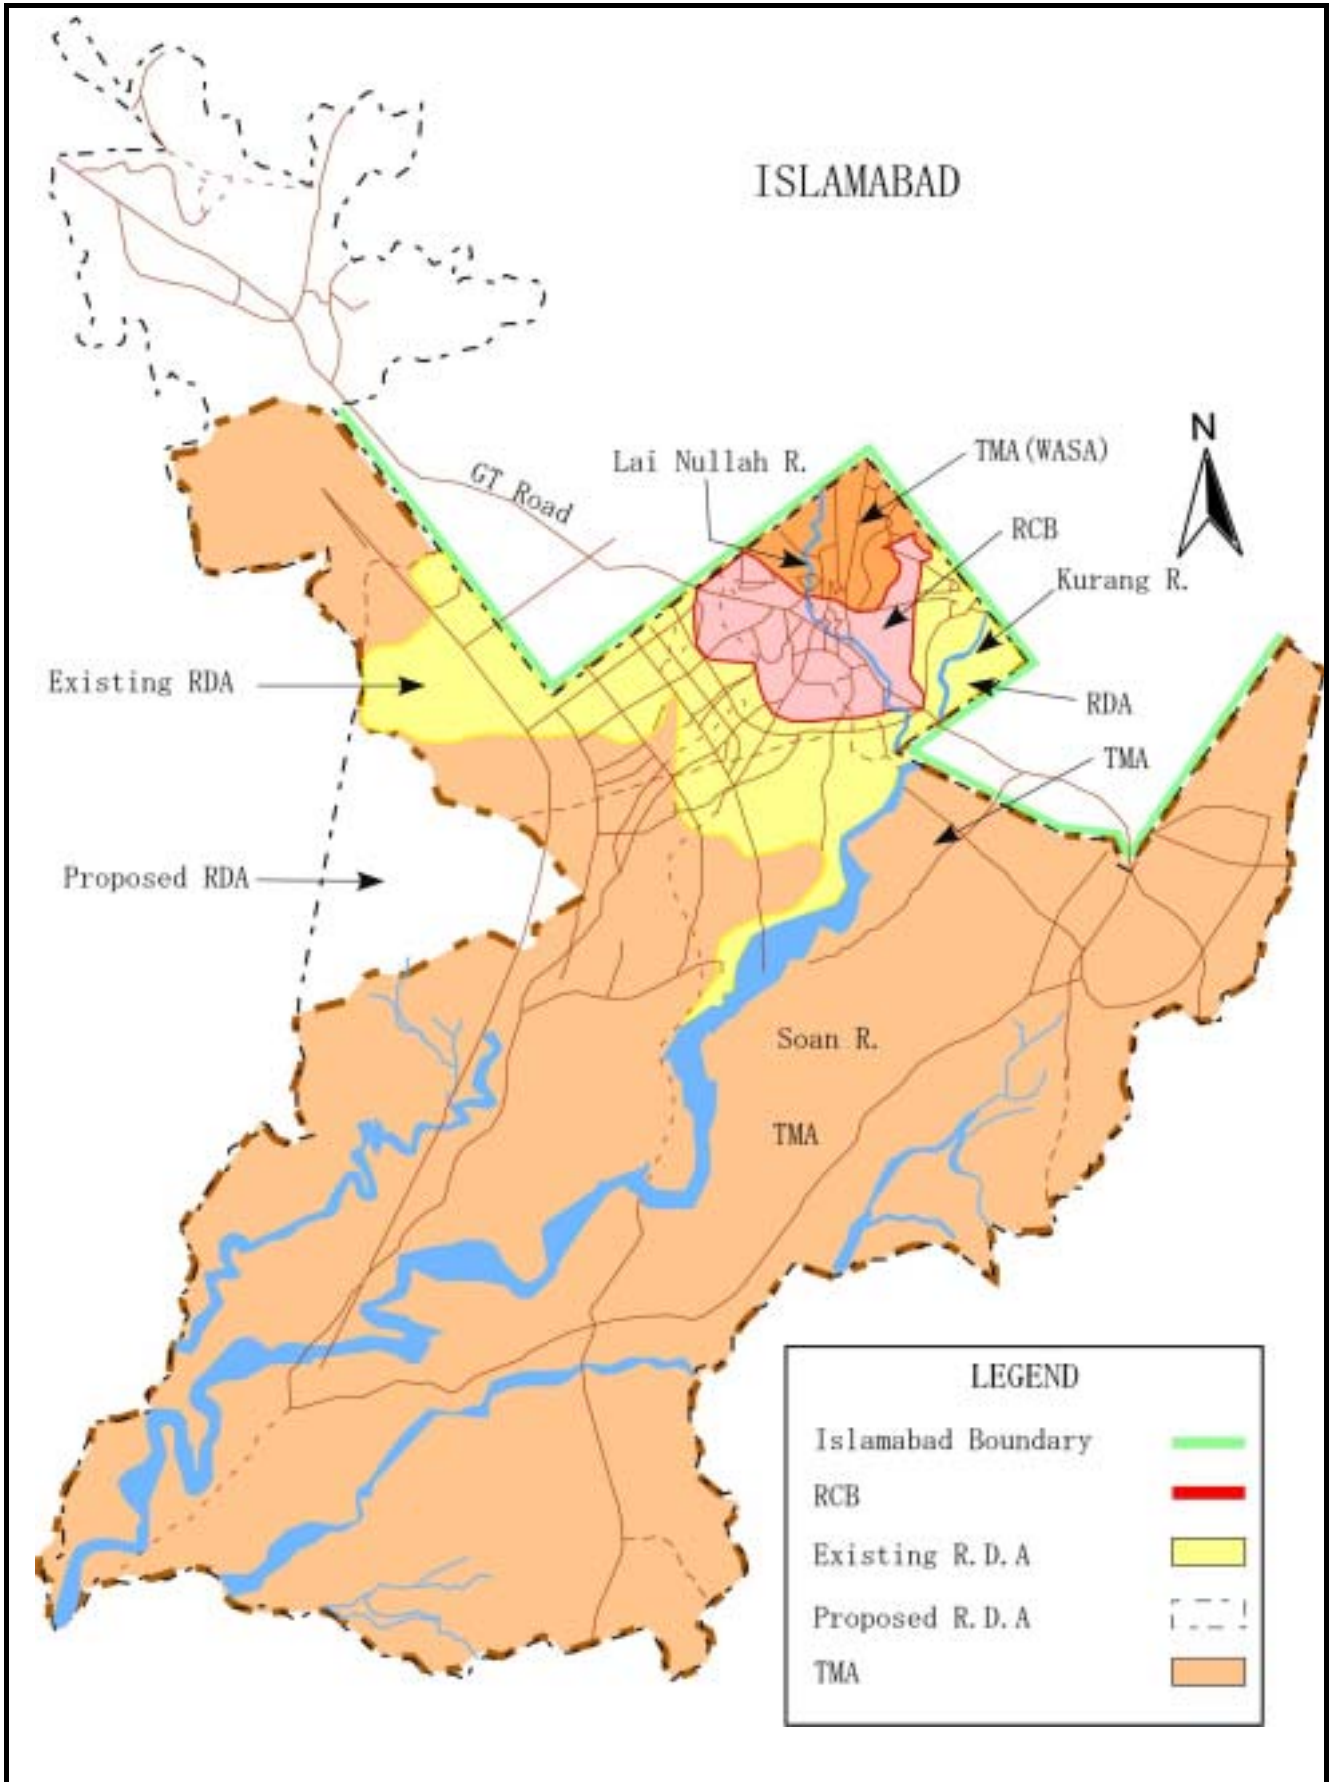 ISLAMABAD
N
TMA(WASA)
Lai Nullah R.
GT Road
RCB
Kurang R.
Existing RDA
RDA
TMA
Proposed RDA
Soan R.
TMA
LEGEND
Islamabad Boundary
RCB
Existing R.D.A
Proposed R.D.A
TMA